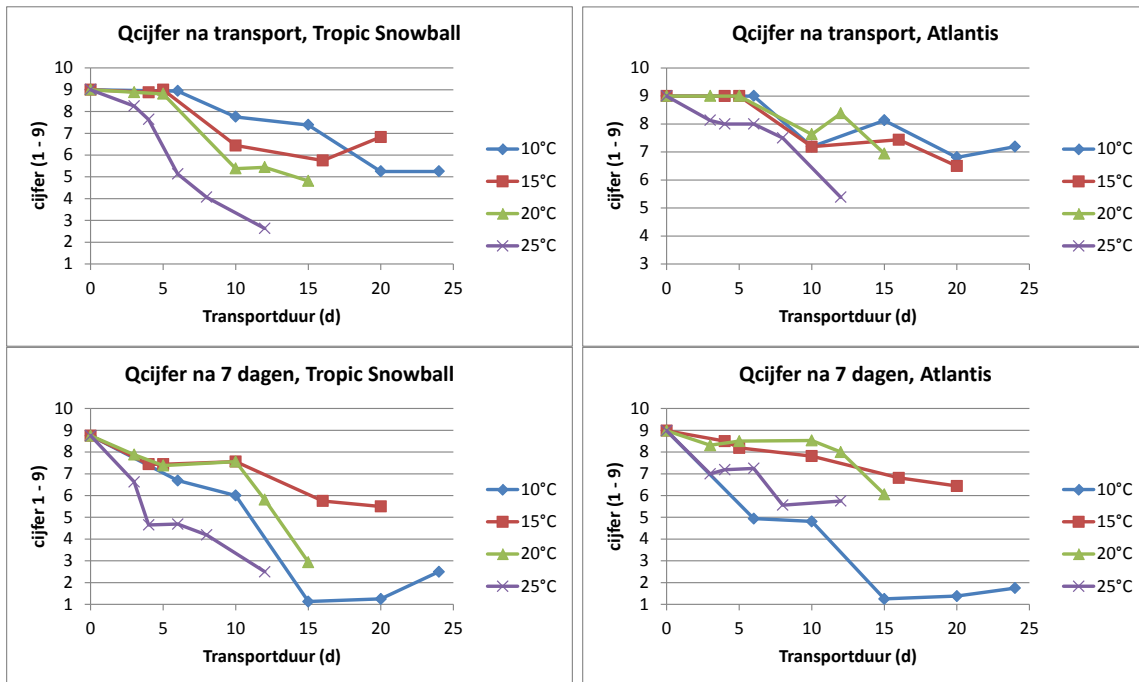 Qcijfer na transport, Tropic Snowball
10
9
8
7
6
5
4
3
2
1
cijfer (1 - 9)
0 5 10 15 20 25
Transportduur (d)
10°C
15°C
20°C
25°C
Qcijfer na transport, Atlantis
10
9
8
7
6
5
4
3
cijfer (1 - 9)
0 5 10 15 20 25
Transportduur (d)
10°C
15°C
20°C
25°C
Qcijfer na 7 dagen, Tropic Snowball
10
9
8
7
6
5
4
3
2
1
cijfer 1 - 9)
0 5 10 15 20 25
Transportduur (d)
10°C
15°C
20°C
25°C
Qcijfer na 7 dagen, Atlantis
10
9
8
7
6
5
4
3
2
1
cijfer (1 - 9)
0 5 10 15 20 25
Transportduur (d)
10°C
15°C
20°C
25°C